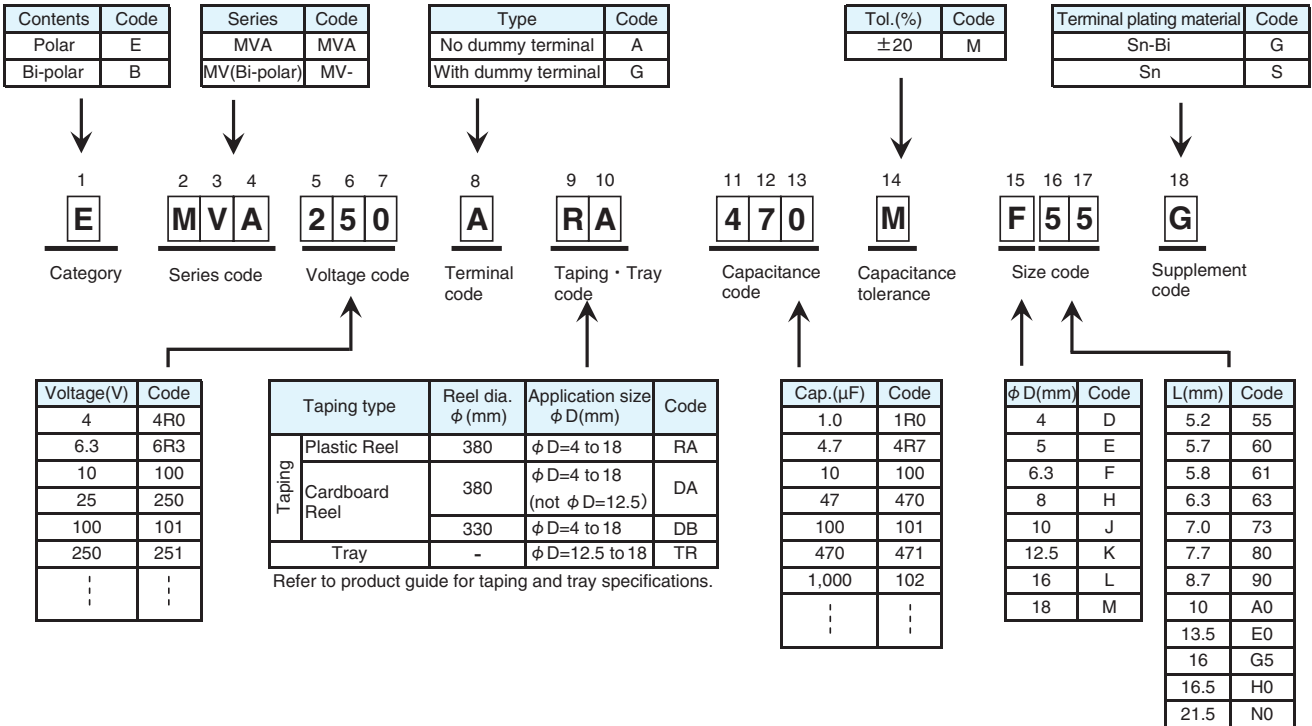 Contents Code
Polar E
Bi-polar B
Series Code
MVA MVA
MV(Bi-polar) MV-
Type Code
No dummy terminal A
With dummy terminal G
Tol.(%) Code
±20 M
Terminal plating material Code
Sn-Bi G
Sn S
1 2 3 4 5 6 7 8 9 10 11 12 13 14 15 16 17 18
E M V A 2 5 0 A R A 4 7 0 M F 5 5 G
Category
Series code
Voltage code
Terminal
code
Taping・Tray
code
Capacitance
code
Capacitance
tolerance
Size code
Supplement
code
Voltage(V) Code
4 4R0
6.3 6R3
10 100
25 250
100 101
250 251
Taping type Reel dia. φ(mm) Application size φD(mm) Code
Taping
Plastic Reel 380 φD=4 to 18 RA
Cardboard Reel 380 φD=4 to 18 (not φD=12.5) DA
330 φD=4 to 18 DB
Tray - φD=12.5 to 18 TR
Refer to product guide for taping and tray specifications.
Cap.(µF) Code
1.0 1R0
4.7 4R7
10 100
47 470
100 101
470 471
1,000 102
φD(mm) Code
4 D
5 E
6.3 F
8 H
10 J
12.5 K
16 L
18 M
L(mm) Code
5.2 55
5.7 60
5.8 61
6.3 63
7.0 73
7.7 80
8.7 90
10 A0
13.5 E0
16 G5
16.5 H0
21.5 N0